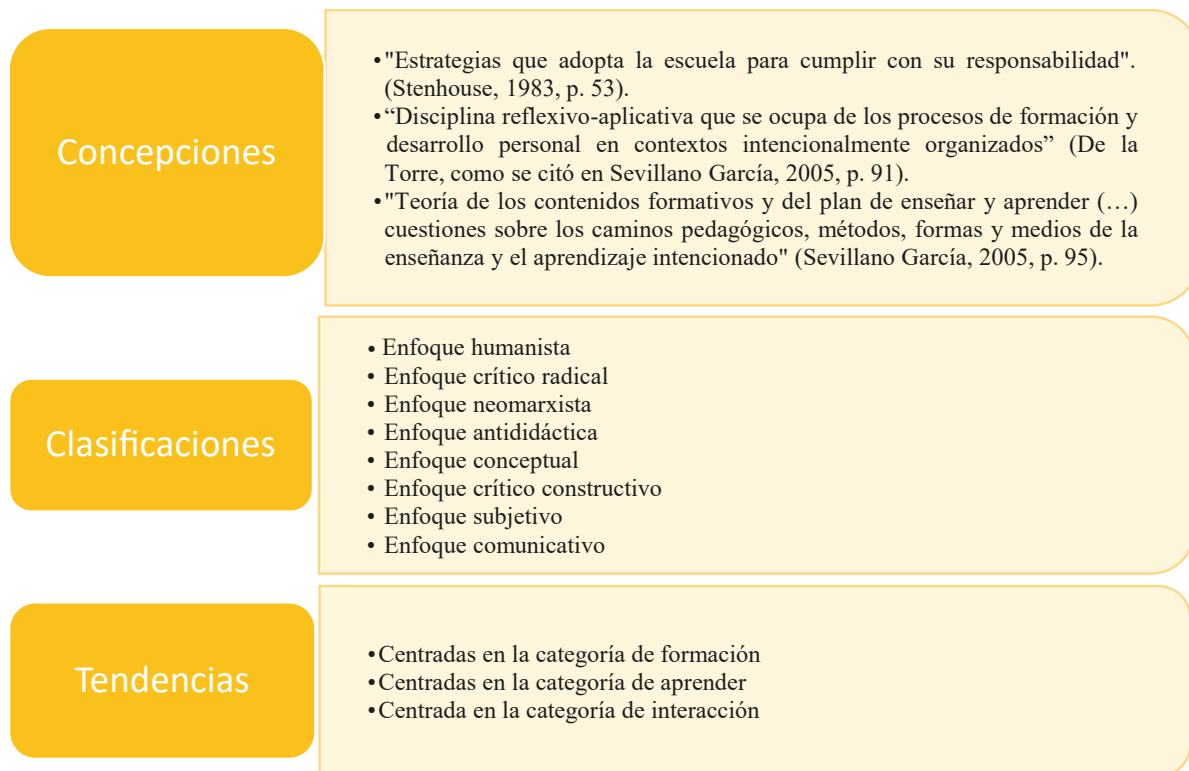 Concepciones
•"Estrategias que adopta la escuela para cumplir con su responsabilidad".
(Stenhouse, 1983, p. 53).
•“Disciplina reflexivo-aplicativa que se ocupa de los procesos de formación y
desarrollo personal en contextos intencionalmente organizados” (De la
Torre, como se citó en Sevillano García, 2005, p. 91).
•"Teoría de los contenidos formativos y del plan de enseñar y aprender (…)
cuestiones sobre los caminos pedagógicos, métodos, formas y medios de la
enseñanza y el aprendizaje intencionado" (Sevillano García, 2005, p. 95).
Clasificaciones
• Enfoque humanista
• Enfoque crítico radical
• Enfoque neomarxista
• Enfoque antididáctica
• Enfoque conceptual
• Enfoque crítico constructivo
• Enfoque subjetivo
• Enfoque comunicativo
Tendencias
•Centradas en la categoría de formación
•Centradas en la categoría de aprender
•Centrada en la categoría de interacción